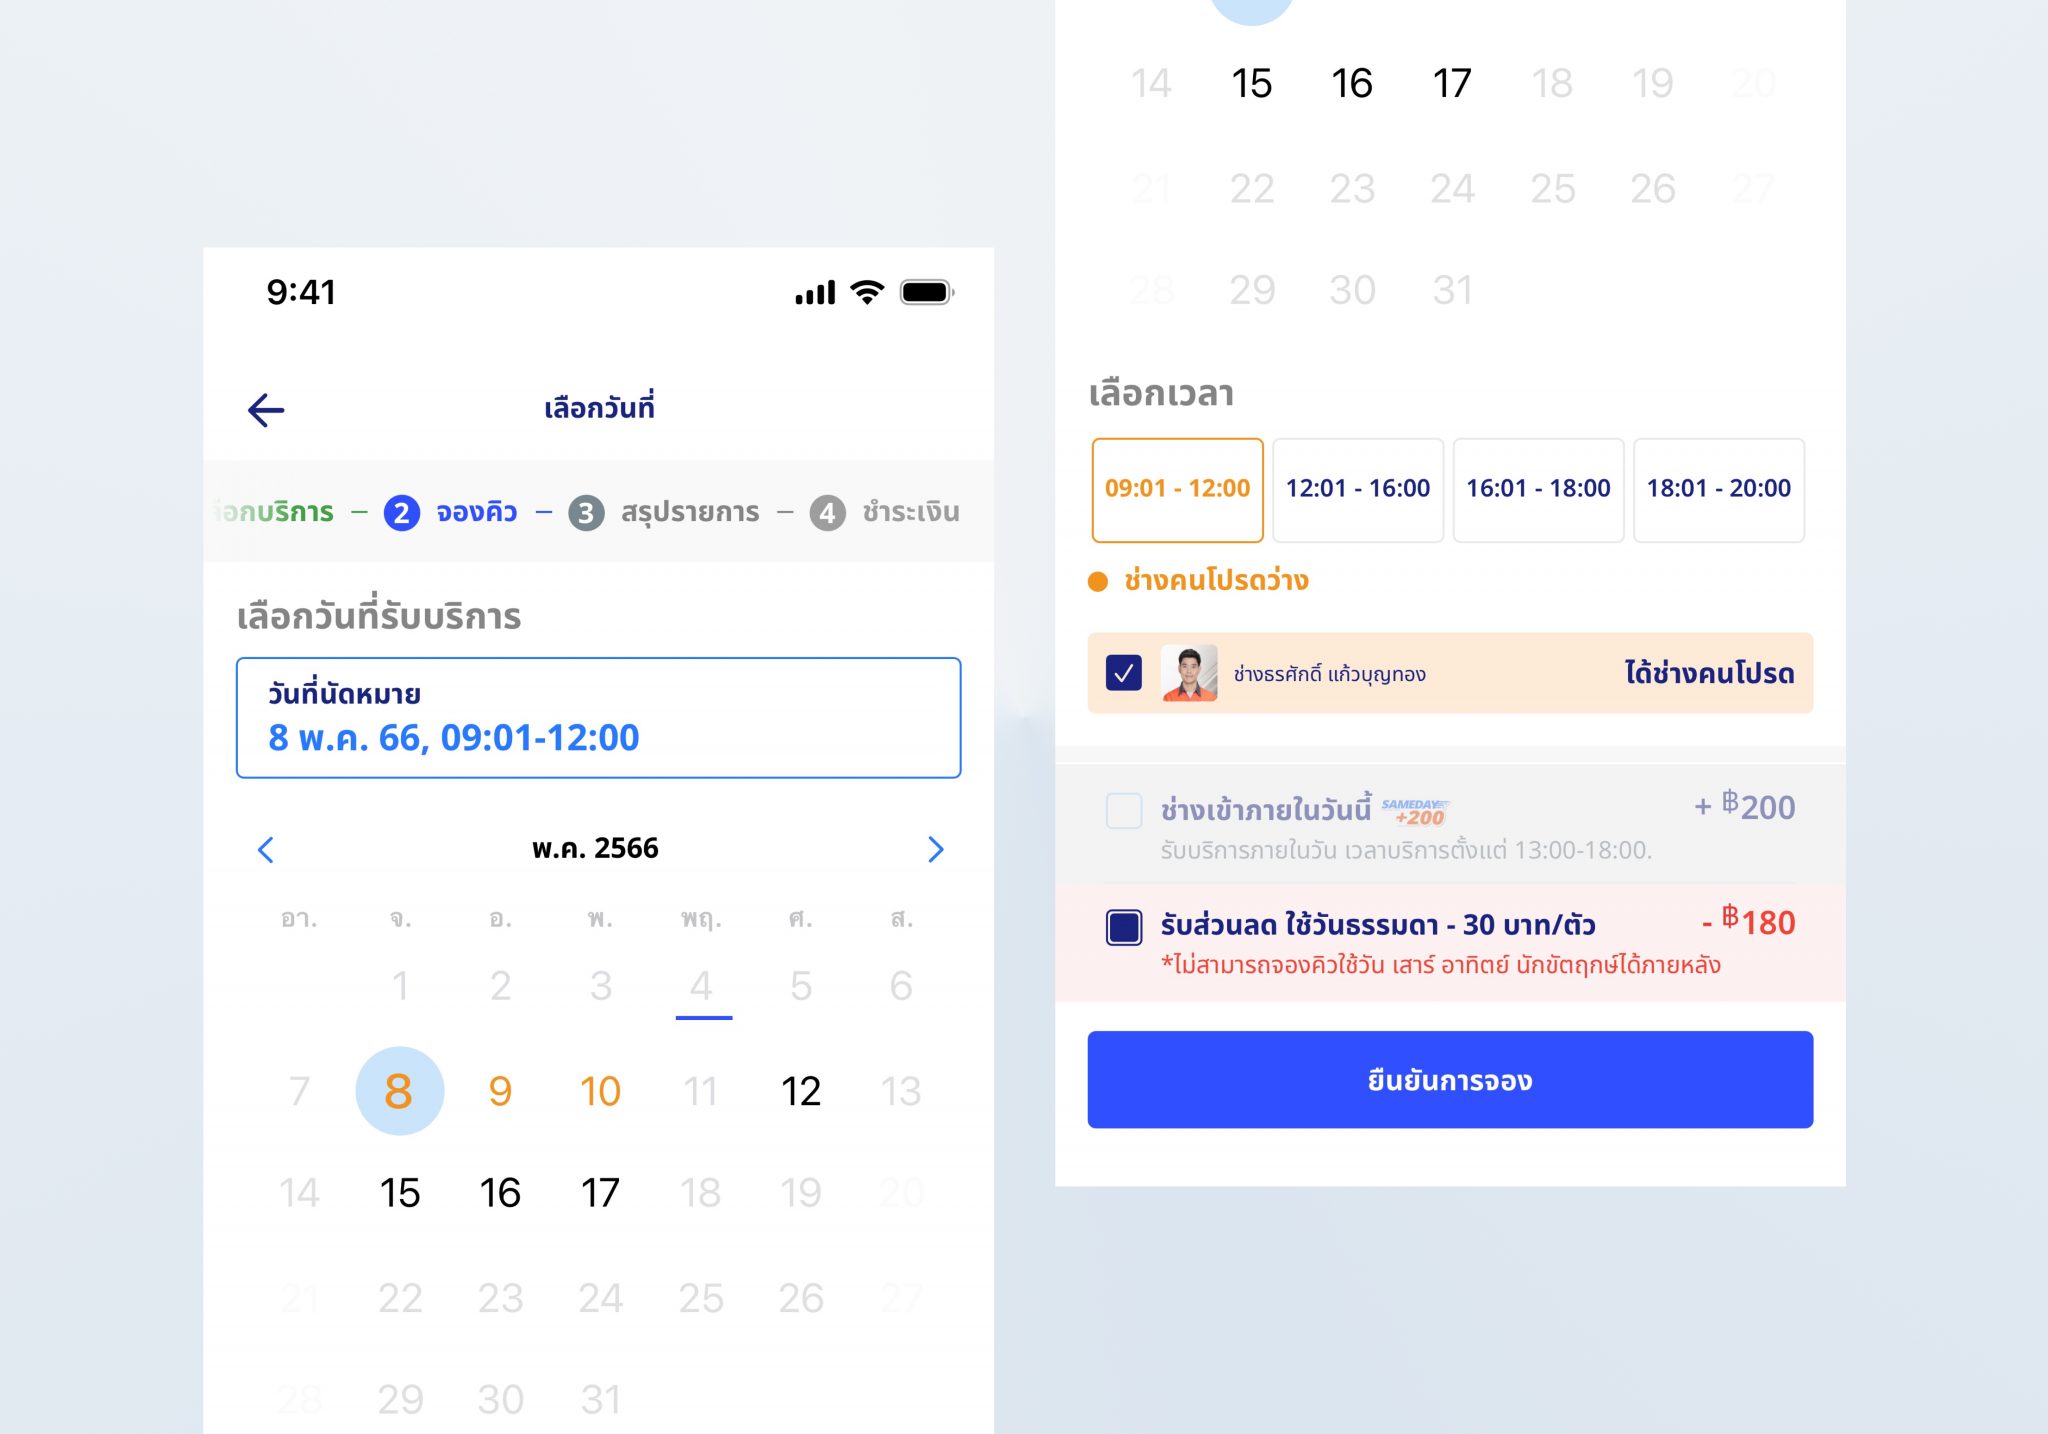 9:41
เลือกวันที่
เลือกบริการ – 2 จองคิว – 3 สรุปรายการ – 4 ชำระเงิน
เลือกวันที่รับบริการ
วันที่นัดหมาย
8 พ.ค. 66, 09:01-12:00
พ.ค. 2566
อา. จ. อ. พ. พฤ. ศ. ส.
1 2 3 4 5 6
7 8 9 10 11 12 13
14 15 16 17 18 19 20
21 22 23 24 25 26 27
28 29 30 31
14 15 16 17 18 19 20
21 22 23 24 25 26 27
28 29 30 31
เลือกเวลา
09:01 - 12:00 12:01 - 16:00 16:01 - 18:00 18:01 - 20:00
ช่างคนโปรดว่าง
ช่างธรศักดิ์ แก้วบุญทอง ได้ช่างคนโปรด
ช่างเข้าภายในวันนี้ SAMEDAY +200 + ฿200
รับบริการภายในวัน เวลาบริการตั้งแต่ 13:00-18:00.
รับส่วนลด ใช้วันธรรมดา - 30 บาท/ตัว - ฿180
*ไม่สามารถจองคิวใช้วัน เสาร์ อาทิตย์ นักขัตฤกษ์ได้ภายหลัง
ยืนยันการจอง